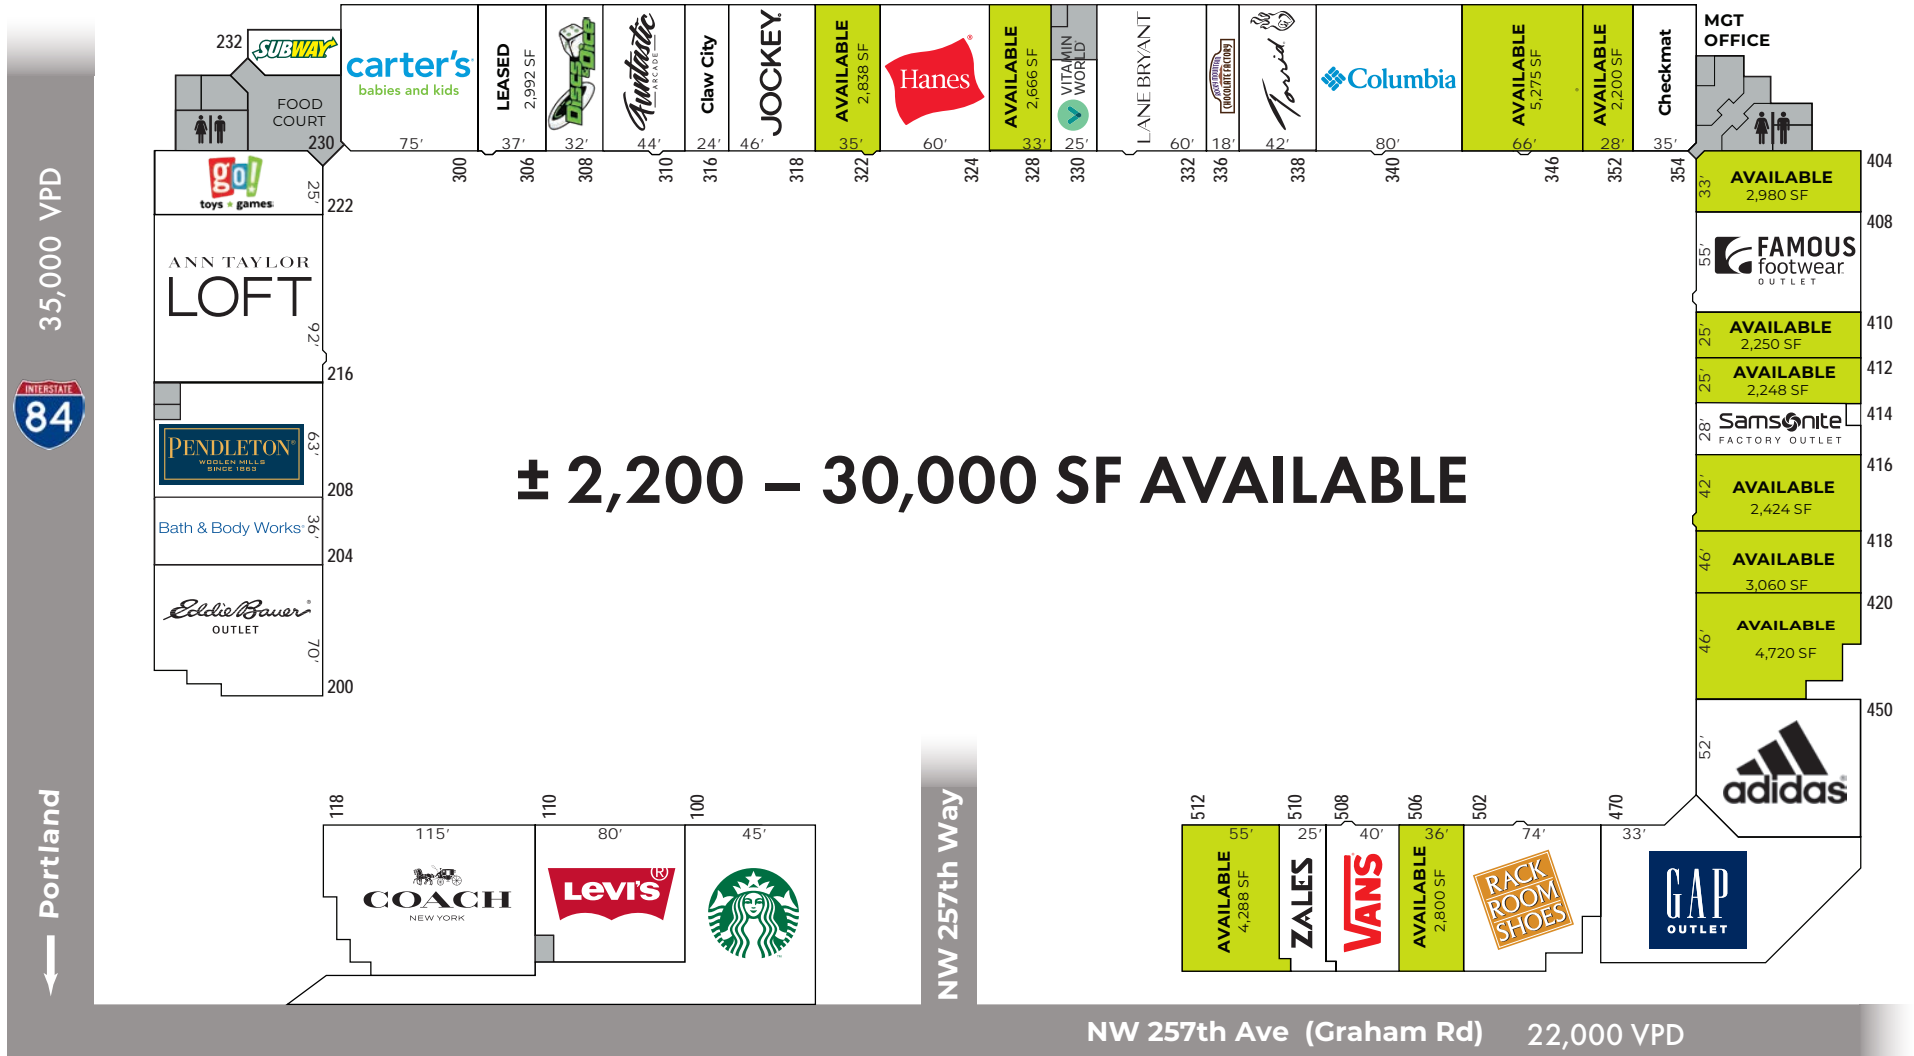 232
SUBWAY
FOOD
COURT
230
carter's
babies and kids
75'
300
LEASED
2,992 SF
37'
306
DISCS N DICE
32'
308
Funtastic
ARCADE
44'
310
Claw City
24'
316
JOCKEY
46'
318
AVAILABLE
2,838 SF
35'
322
Hanes
60'
324
AVAILABLE
2,666 SF
33'
328
VITAMIN
WORLD
25'
330
LANE BRYANT
60'
332
ROCKY MOUNTAIN
CHOCOLATE FACTORY
18'
336
Torrid
42'
338
Columbia
80'
340
AVAILABLE
5,275 SF
66'
346
AVAILABLE
2,200 SF
28'
352
Checkmat
35'
354
MGT
OFFICE
404
AVAILABLE
2,980 SF
33'
408
FAMOUS
footwear
OUTLET
55'
410
AVAILABLE
2,250 SF
25'
412
AVAILABLE
2,248 SF
25'
414
Samsonite
FACTORY OUTLET
28'
416
AVAILABLE
2,424 SF
42'
418
AVAILABLE
3,060 SF
46'
420
AVAILABLE
4,720 SF
46'
450
adidas
52'
go!
toys games
25'
222
ANN TAYLOR
LOFT
92'
216
PENDLETON®
WOOLEN MILLS
SINCE 1863
63'
208
Bath & Body Works®
36'
204
Eddie Bauer®
OUTLET
70'
200
35,000 VPD
INTERSTATE
84
Portland
± 2,200 – 30,000 SF AVAILABLE
118
115'
COACH
NEW YORK
110
80'
LEVI'S®
100
45'
NW 257th Way
512
55'
AVAILABLE
4,288 SF
510
25'
ZALES
508
40'
VANS
506
36'
AVAILABLE
2,800 SF
502
74'
RACK
ROOM
SHOES
470
33'
GAP
OUTLET
NW 257th Ave (Graham Rd) 22,000 VPD